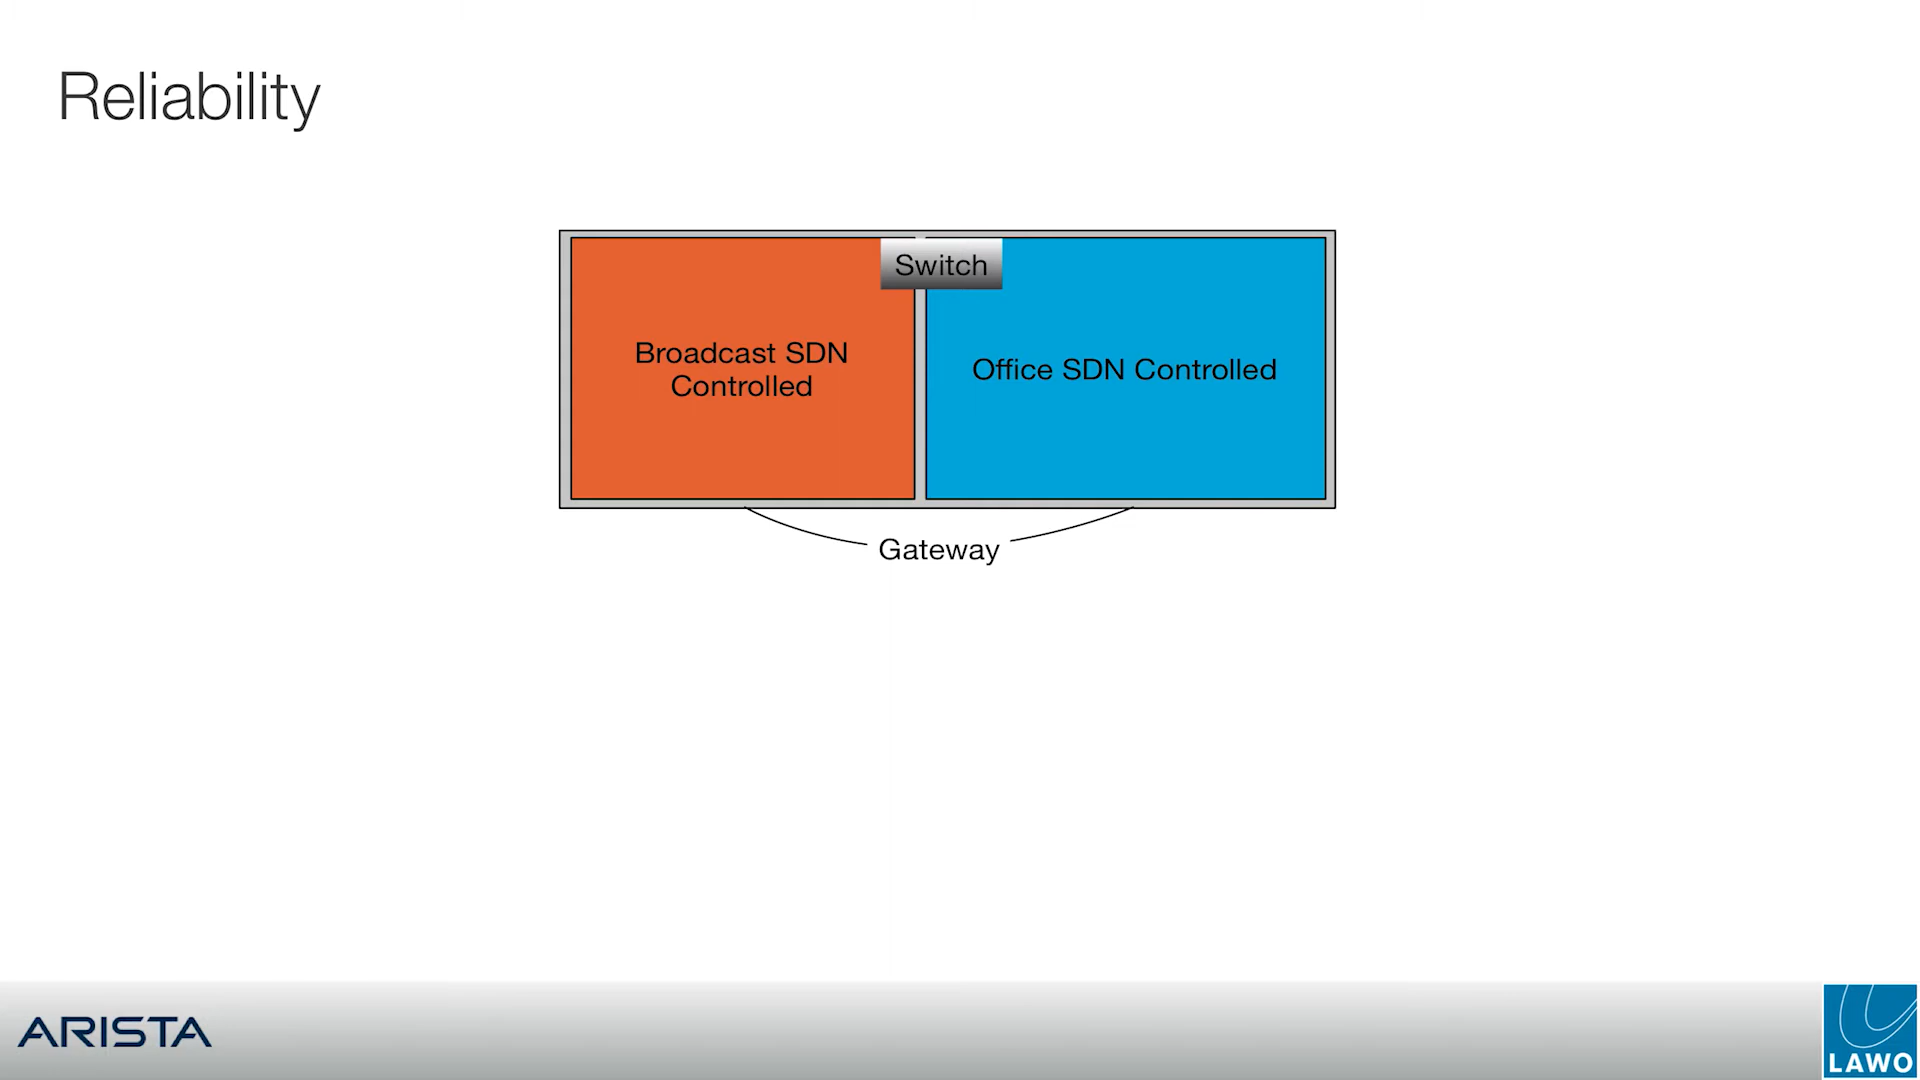 Reliability
Switch
Broadcast SDN
Controlled
Office SDN Controlled
Gateway
ARISTA
LAWO